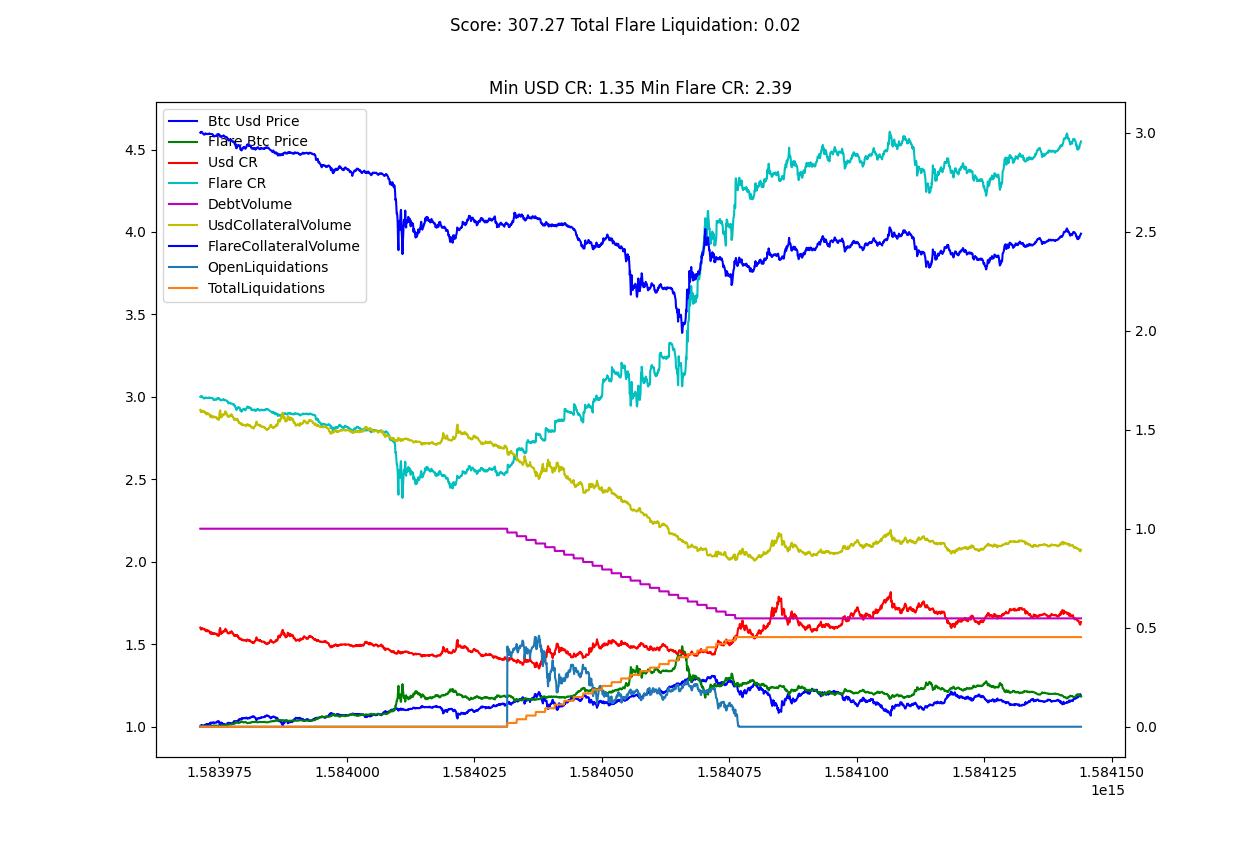 Score: 307.27 Total Flare Liquidation: 0.02
Min USD CR: 1.35 Min Flare CR: 2.39
Btc Usd Price
Flare Btc Price
Usd CR
Flare CR
DebtVolume
UsdCollateralVolume
FlareCollateralVolume
OpenLiquidations
TotalLiquidations
4.5
4.0
3.5
3.0
2.5
2.0
1.5
1.0
3.0
2.5
2.0
1.5
1.0
0.5
0.0
1.583975 1.584000 1.584025 1.584050 1.584075 1.584100 1.584125 1.584150
1e15